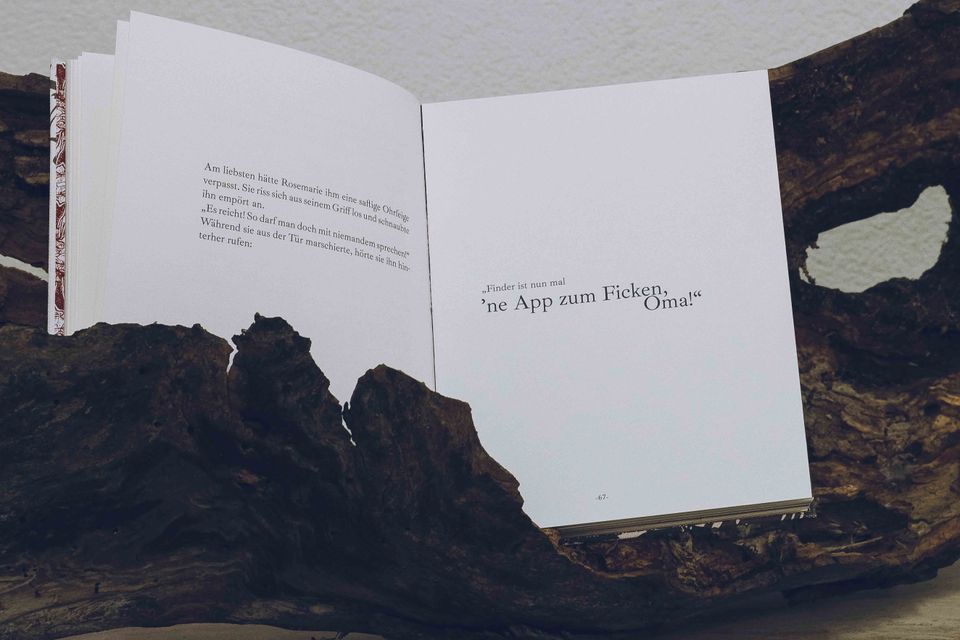 Am liebsten hätte Rosemarie ihm eine saftige Ohrfeige
verpasst. Sie riss sich aus seinem Griff los und schnaubte
ihn empört an.
„Es reicht! So darf man doch mit niemandem sprechen!“
Während sie aus der Tür marschierte, hörte sie ihn hin-
terher rufen:
„Finder ist nun mal
’ne App zum Ficken,
Oma!“
-67-